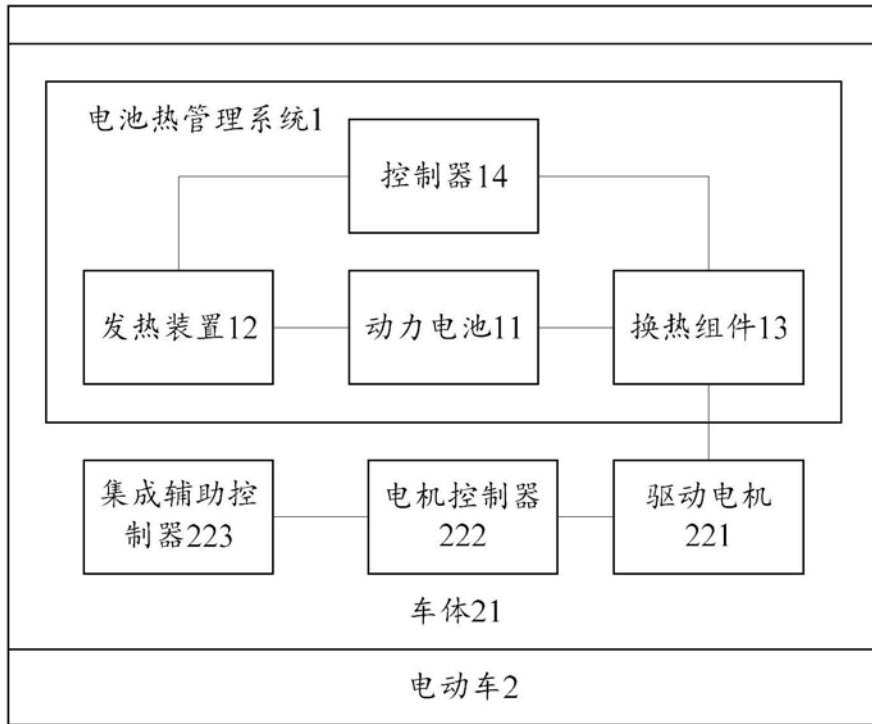 电池热管理系统1
控制器14
发热装置12
动力电池11
换热组件13
集成辅助控
制器223
电机控制器
222
驱动电机
221
车体21
电动车2